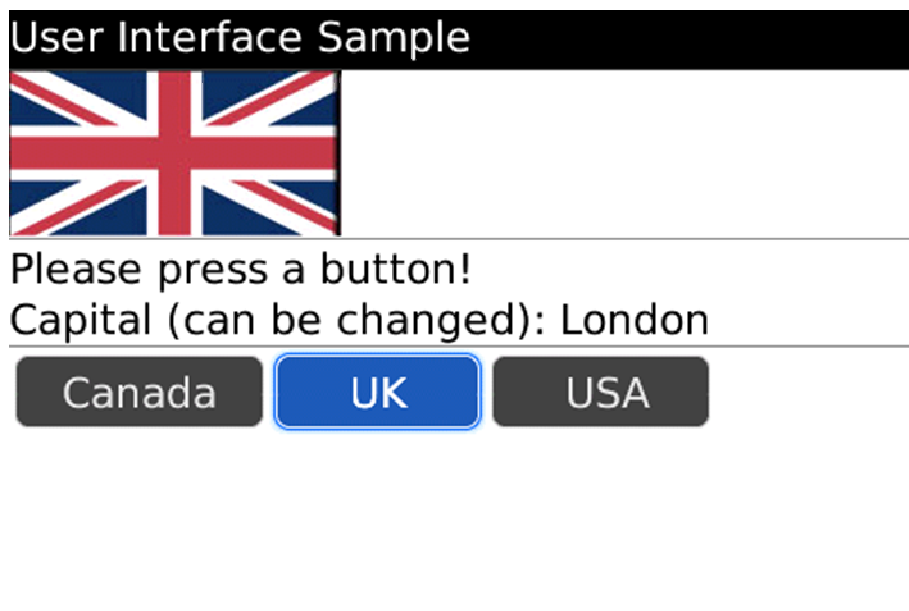 User Interface Sample
Please press a button!
Capital (can be changed): London
Canada UK USA